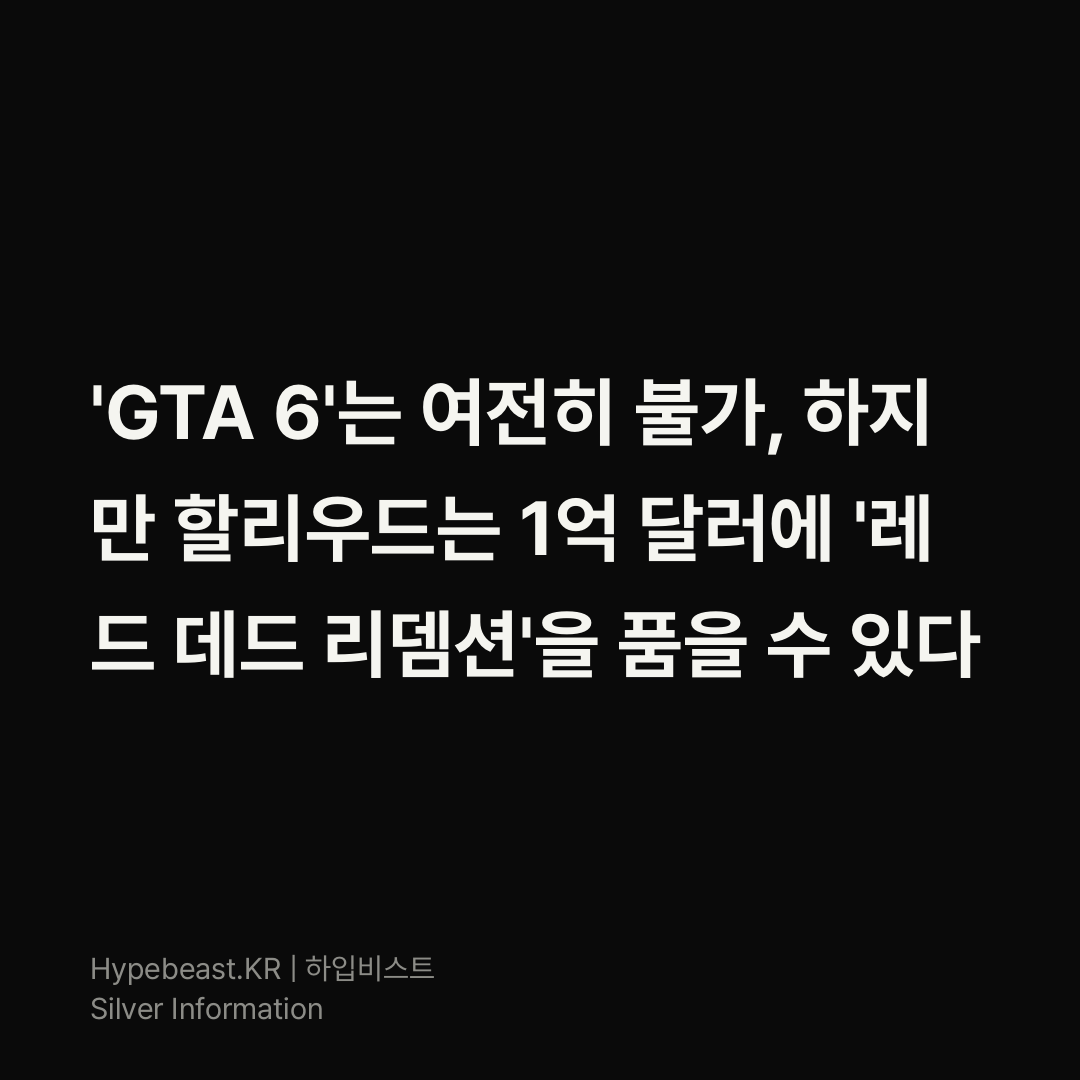 'GTA 6'는 여전히 불가, 하지
만 할리우드는 1억 달러에 '레
드 데드 리뎀션'을 품을 수 있다
Hypebeast.KR | 하입비스트
Silver Information